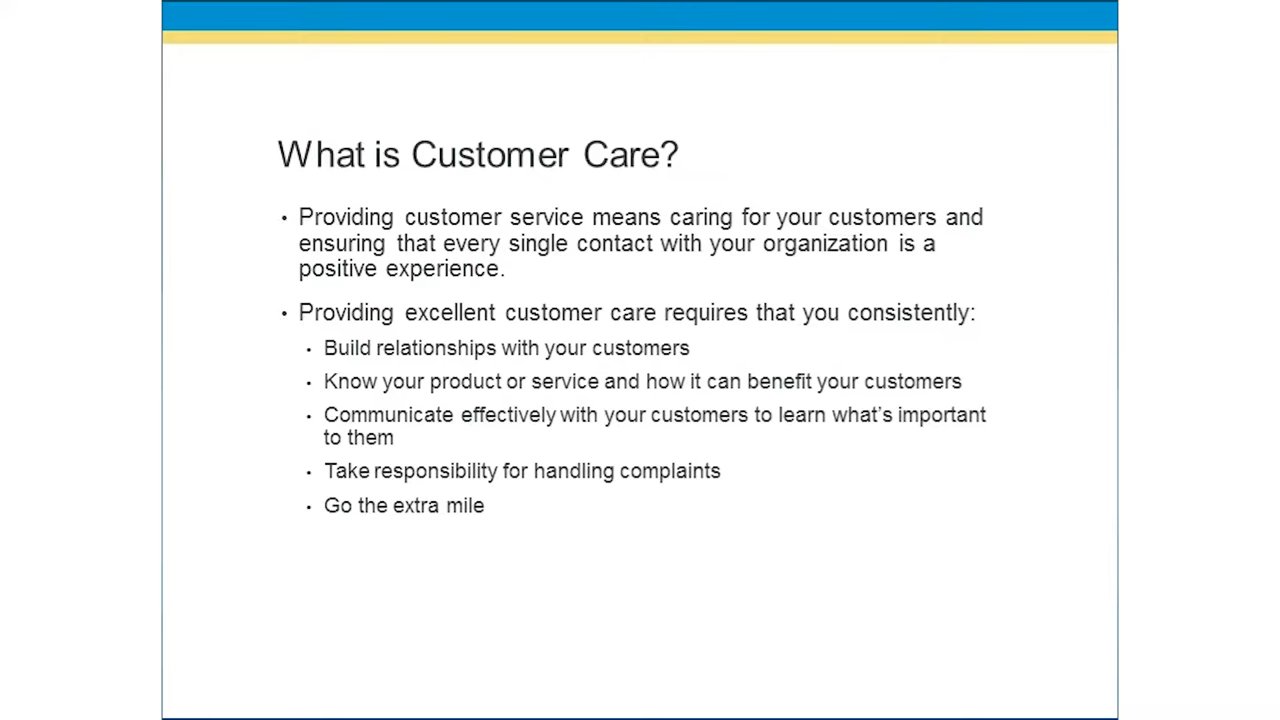 What is Customer Care?
• Providing customer service means caring for your customers and
ensuring that every single contact with your organization is a
positive experience.
• Providing excellent customer care requires that you consistently:
• Build relationships with your customers
• Know your product or service and how it can benefit your customers
• Communicate effectively with your customers to learn what’s important
to them
• Take responsibility for handling complaints
• Go the extra mile